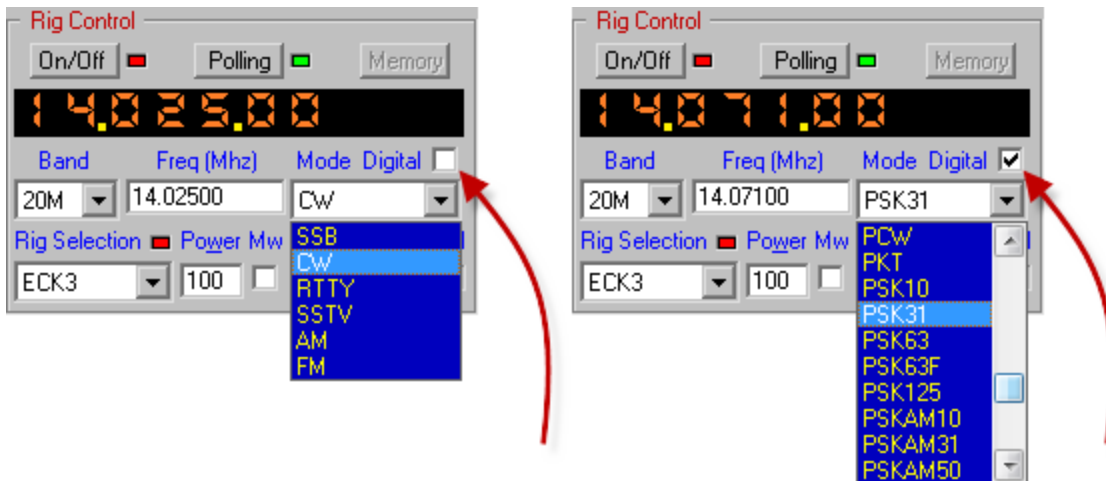 Rig Control
On/Off Polling Memory
14.025.00
Band Freq (Mhz) Mode Digital
20M 14.02500 CW
Rig Selection Power Mw
ECK3 100
SSB
CW
RTTY
SSTV
AM
FM
Rig Control
On/Off Polling Memory
14.071.00
Band Freq (Mhz) Mode Digital
20M 14.07100 PSK31
Rig Selection Power Mw
ECK3 100
PCW
PKT
PSK10
PSK31
PSK63
PSK63F
PSK125
PSKAM10
PSKAM31
PSKAM50